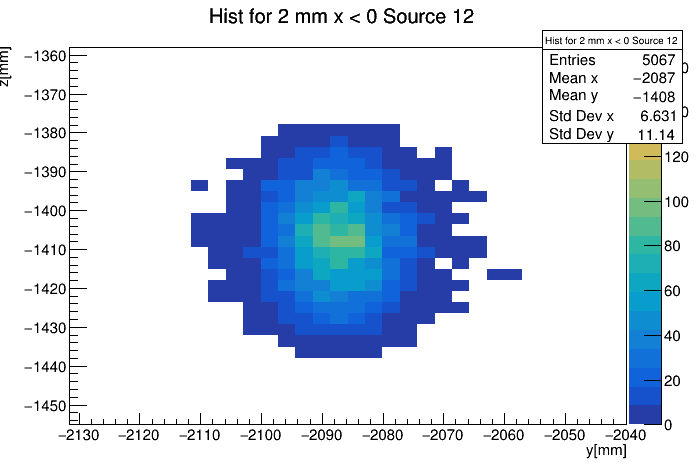 Hist for 2 mm x < 0 Source 12
z[mm]
Hist for 2 mm x < 0 Source 12
Entries 5067
Mean x −2087
Mean y −1408
Std Dev x 6.631
Std Dev y 11.14
−1360
−1370
−1380
−1390
−1400
−1410
−1420
−1430
−1440
−1450
120
100
80
60
40
20
0
−2130 −2120 −2110 −2100 −2090 −2080 −2070 −2060 −2050 −2040
y[mm]